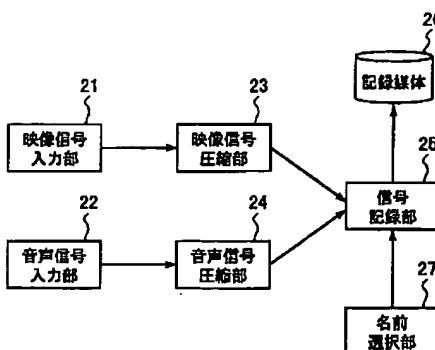 21
映像信号
入力部
23
映像信号
圧縮部
22
音声信号
入力部
24
音声信号
圧縮部
記録媒体
信号
記録部
27
名前
選択部